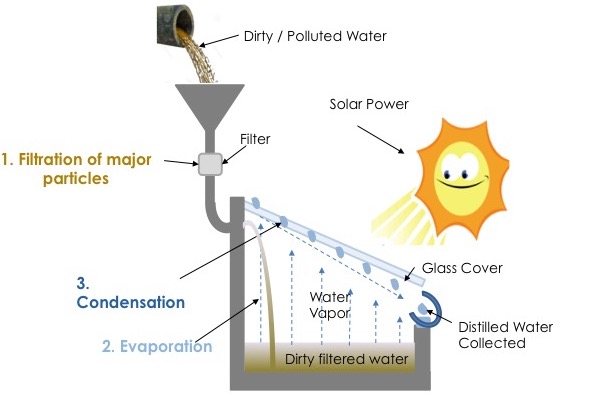 Dirty / Polluted Water
Solar Power
Filter
1. Filtration of major
particles
Glass Cover
3.
Condensation
Water
Vapor
Distilled Water
Collected
2. Evaporation
Dirty filtered water